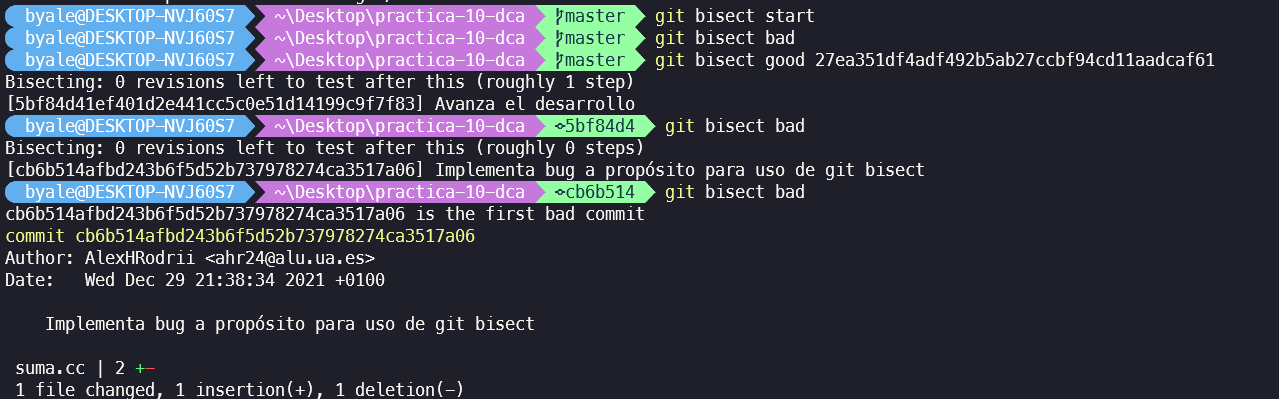 byale@DESKTOP-NVJ60S7 ~\Desktop\practica-10-dca master git bisect start
byale@DESKTOP-NVJ60S7 ~\Desktop\practica-10-dca master git bisect bad
byale@DESKTOP-NVJ60S7 ~\Desktop\practica-10-dca master git bisect good 27ea351df4adf492b5ab27ccbf94cd11aadcaf61
Bisecting: 0 revisions left to test after this (roughly 1 step)
[5bf84d41ef401d2e441cc5c0e51d14199c9f7f83] Avanza el desarrollo
byale@DESKTOP-NVJ60S7 ~\Desktop\practica-10-dca 5bf84d4 git bisect bad
Bisecting: 0 revisions left to test after this (roughly 0 steps)
[cb6b514afbd243b6f5d52b737978274ca3517a06] Implementa bug a propósito para uso de git bisect
byale@DESKTOP-NVJ60S7 ~\Desktop\practica-10-dca cb6b514 git bisect bad
cb6b514afbd243b6f5d52b737978274ca3517a06 is the first bad commit
commit cb6b514afbd243b6f5d52b737978274ca3517a06
Author: AlexHRodrii <ahr24@alu.ua.es>
Date:   Wed Dec 29 21:38:34 2021 +0100
Implementa bug a propósito para uso de git bisect
suma.cc | 2 +-
1 file changed, 1 insertion(+), 1 deletion(-)